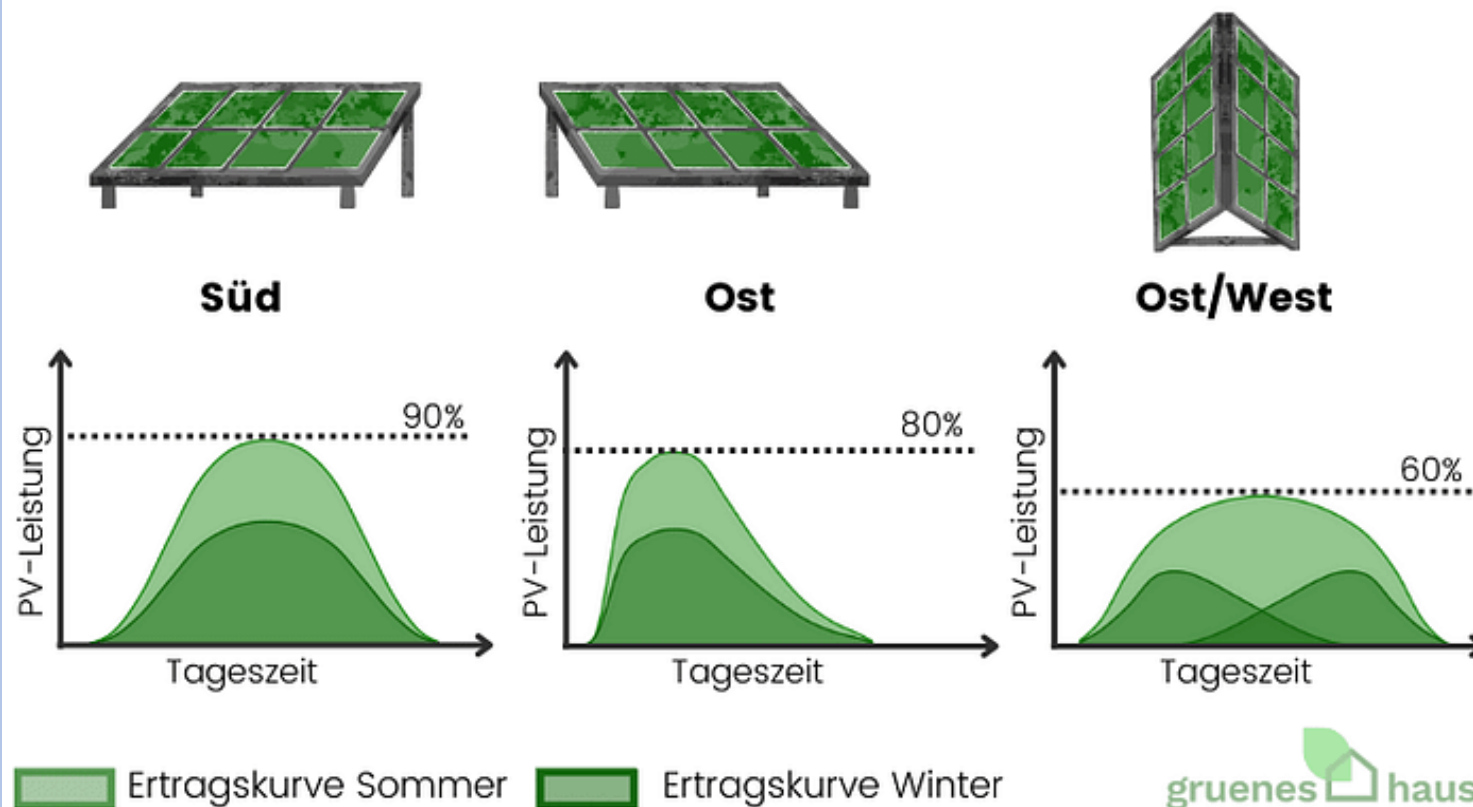 Süd
Ost
Ost/West
90%
PV-Leistung
Tageszeit
80%
PV-Leistung
Tageszeit
60%
PV-Leistung
Tageszeit
Ertragskurve Sommer
Ertragskurve Winter
gruenes haus